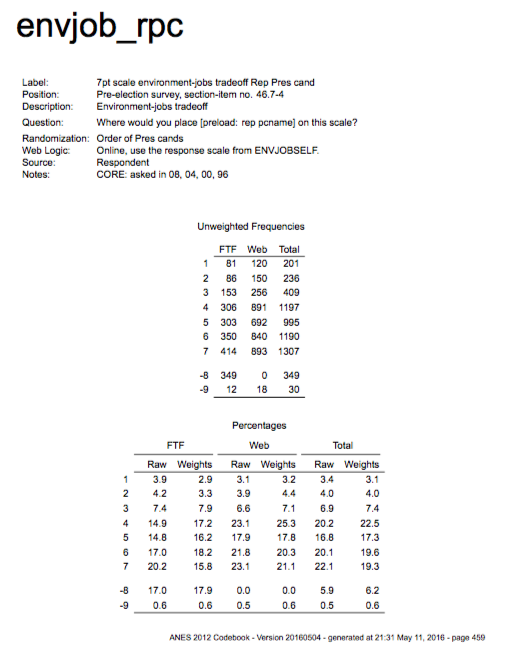 envjob_rpc
Label: 7pt scale environment-jobs tradeoff Rep Pres cand
Position: Pre-election survey, section-item no. 46.7-4
Description: Environment-jobs tradeoff
Question: Where would you place [preload: rep pcname] on this scale?
Randomization: Order of Pres cands
Web Logic: Online, use the response scale from ENVJOBSELF.
Source: Respondent
Notes: CORE: asked in 08, 04, 00, 96
Unweighted Frequencies
FTF Web Total
1 81 120 201
2 86 150 236
3 153 256 409
4 306 891 1197
5 303 692 995
6 350 840 1190
7 414 893 1307
-8 349 0 349
-9 12 18 30
Percentages
FTF Web Total
Raw Weights Raw Weights Raw Weights
1 3.9 2.9 3.1 3.2 3.4 3.1
2 4.2 3.3 3.9 4.4 4.0 4.0
3 7.4 7.9 6.6 7.1 6.9 7.4
4 14.9 17.2 23.1 25.3 20.2 22.5
5 14.8 16.2 17.9 17.8 16.8 17.3
6 17.0 18.2 21.8 20.3 20.1 19.6
7 20.2 15.8 23.1 21.1 22.1 19.3
-8 17.0 17.9 0.0 0.0 5.9 6.2
-9 0.6 0.6 0.5 0.6 0.5 0.6
ANES 2012 Codebook - Version 20160504 - generated at 21:31 May 11, 2016 - page 459